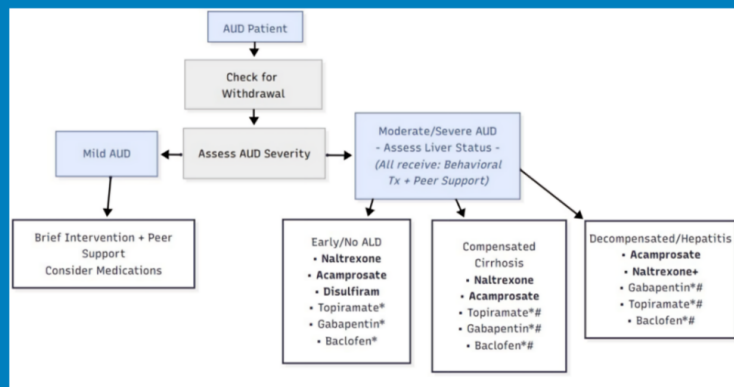 AUD Patient
Check for
Withdrawal
Mild AUD
Assess AUD Severity
Moderate/Severe AUD
- Assess Liver Status -
(All receive: Behavioral
Tx + Peer Support)
Brief Intervention + Peer
Support
Consider Medications
Early/No ALD
• Naltrexone
• Acamprosate
• Disulfiram
• Topiramate*
• Gabapentin*
• Baclofen*
Compensated
Cirrhosis
• Naltrexone
• Acamprosate
• Topiramate*#
• Gabapentin*#
• Baclofen*#
Decompensated/Hepatitis
• Acamprosate
• Naltrexone+
• Gabapentin*#
• Topiramate*#
• Baclofen*#